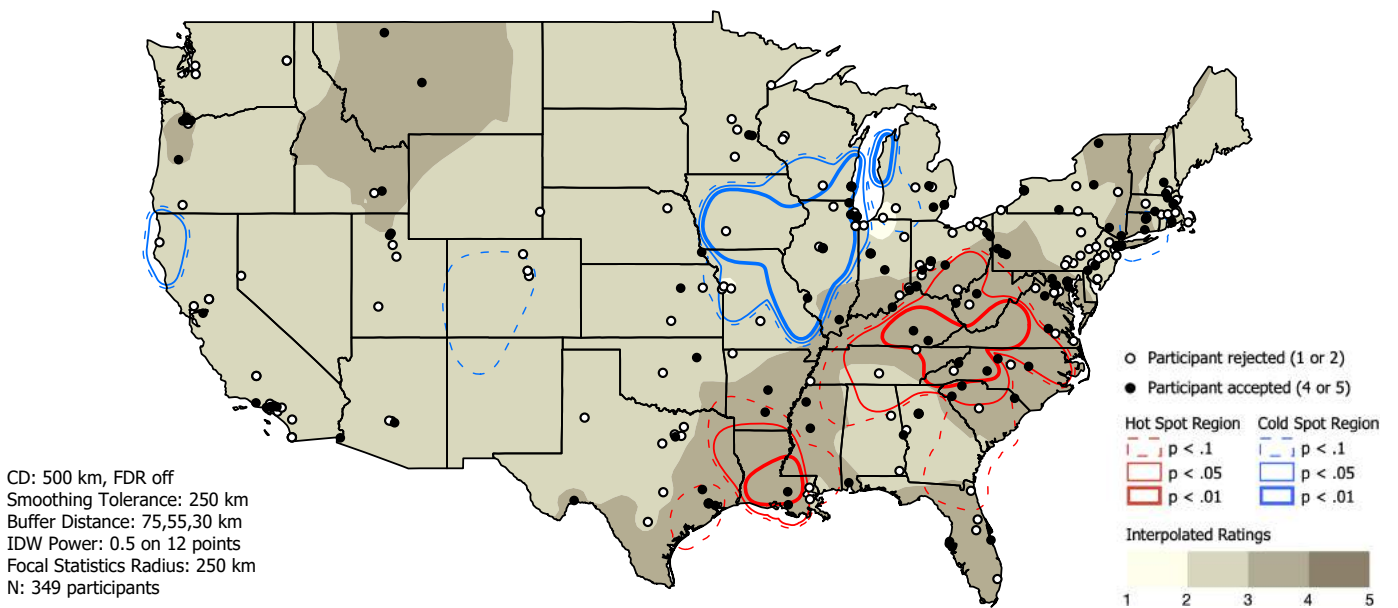 CD: 500 km, FDR off
Smoothing Tolerance: 250 km
Buffer Distance: 75,55,30 km
IDW Power: 0.5 on 12 points
Focal Statistics Radius: 250 km
N: 349 participants
Participant rejected (1 or 2)
Participant accepted (4 or 5)
Hot Spot Region
p < .1
p < .05
p < .01
Cold Spot Region
p < .1
p < .05
p < .01
Interpolated Ratings
1 2 3 4 5